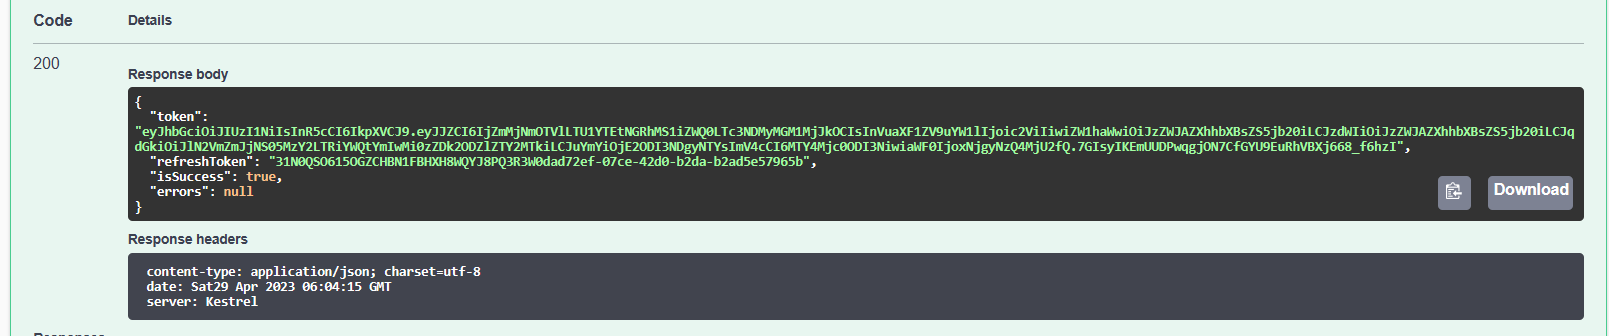 Code Details
200
Response body
{
"token":
"eyJhbGciOiJIUzI1NiIsInR5cCI6IkpXVCJ9.eyJJZCI6IjZmMjNmOTVlLTU1YTEtNGRhMS1iZWQ0LTc3NDMyMGM1MjJkOCIsInVuaXF1ZV9uYW1lIjoic2ViIiwiZW1haWwiOiJzZWJAZXhhbXBsZS5jb20iLCJzdWIiOiJzZWJAZXhhbXBsZS5jb20iLCJq
dGkiOiJlN2VmZmJjNS05MzY2LTRiYWQtYmIwMi0zZDk2ODZlZTY2MTkiLCJuYmYiOjE2ODI3NDgyNTYsImV4cCI6MTY4Mjc0ODI3NiwiaWF0IjoxNjgyNzQ4MjU2fQ.7GIsyIKEmUUDPwqgjON7CfGYU9EuRhVBXj668_f6hzI",
"refreshToken": "31N0QSO615OGZCHBN1FBHXH8WQYJ8PQ3R3W0dad72ef-07ce-42d0-b2da-b2ad5e57965b",
"isSuccess": true,
"errors": null
}
Download
Response headers
content-type: application/json; charset=utf-8
date: Sat29 Apr 2023 06:04:15 GMT
server: Kestrel